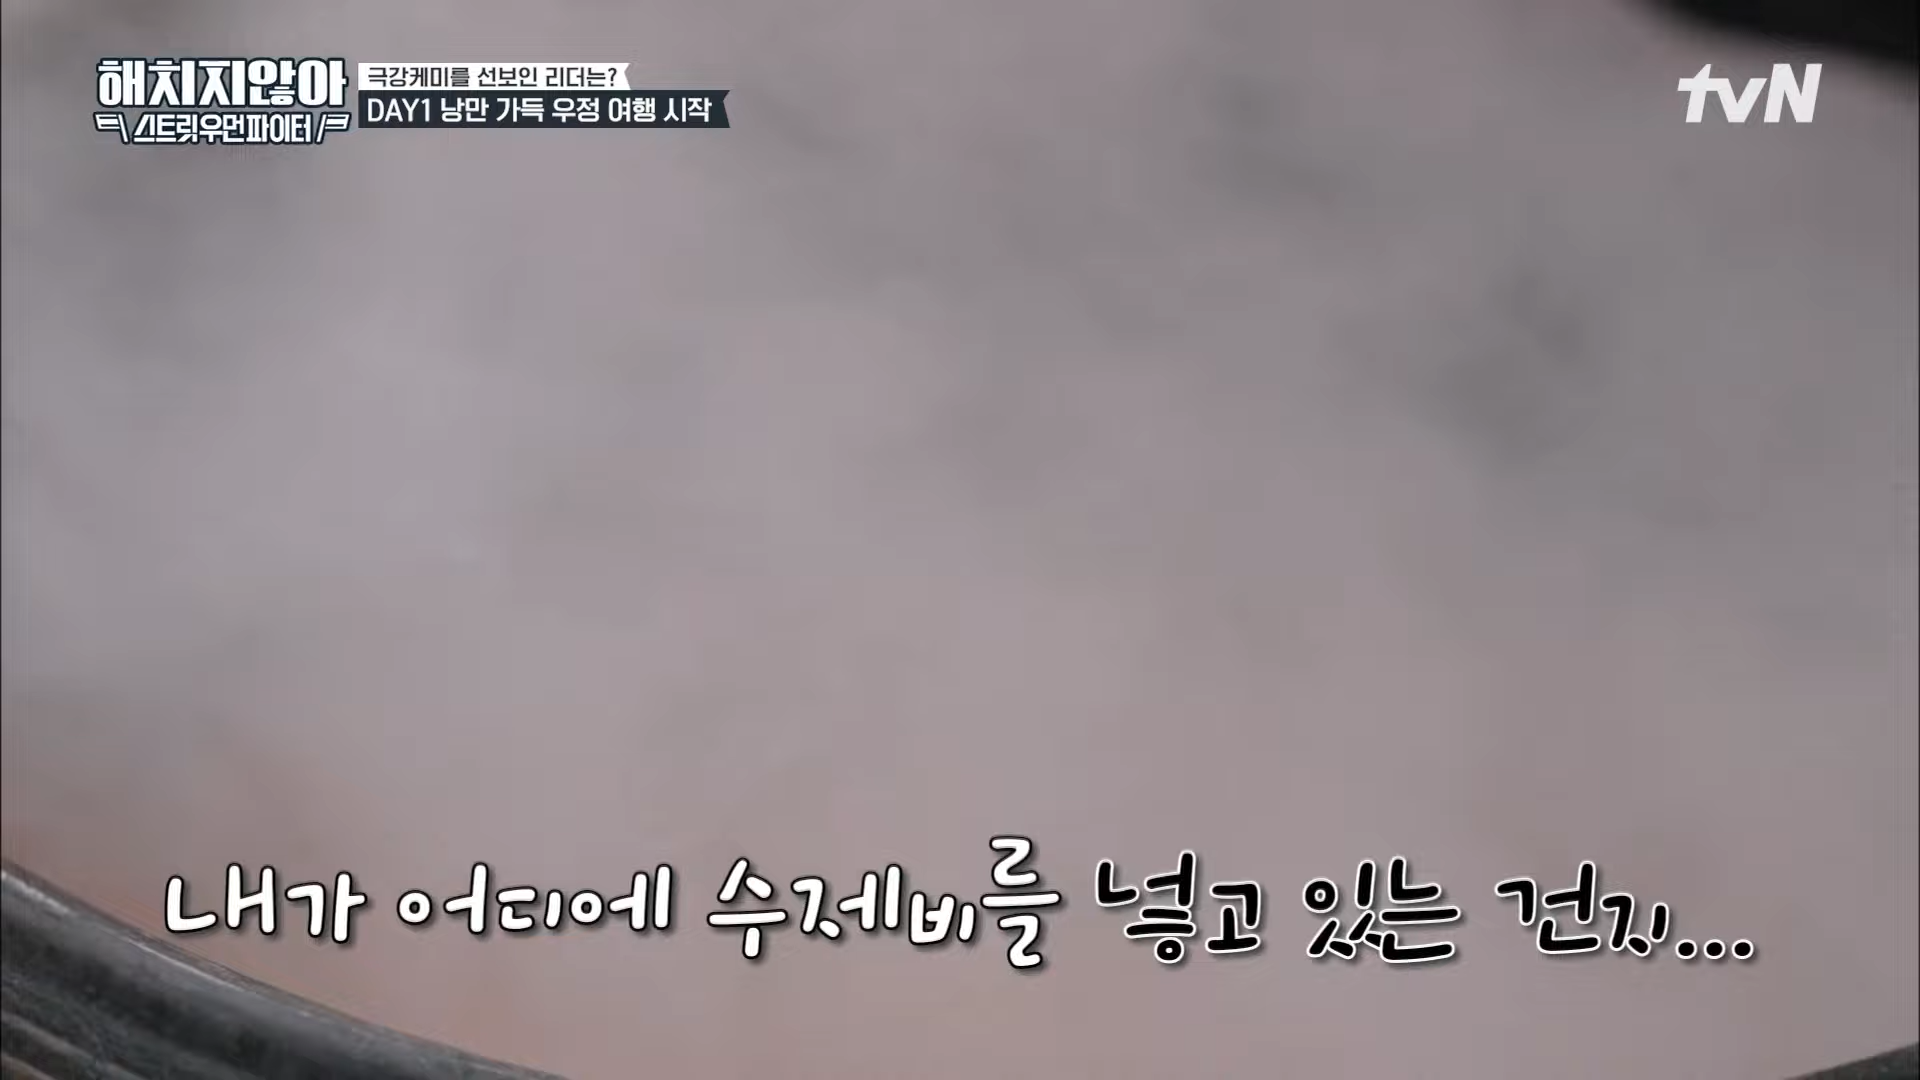 해치지않아
스트릿 우먼 파이터
극강케미를 선보인 리더는?
DAY1 낭만 가득 우정 여행 시작
tvN
내가 어디에 수제비를 넣고 있는 건지...